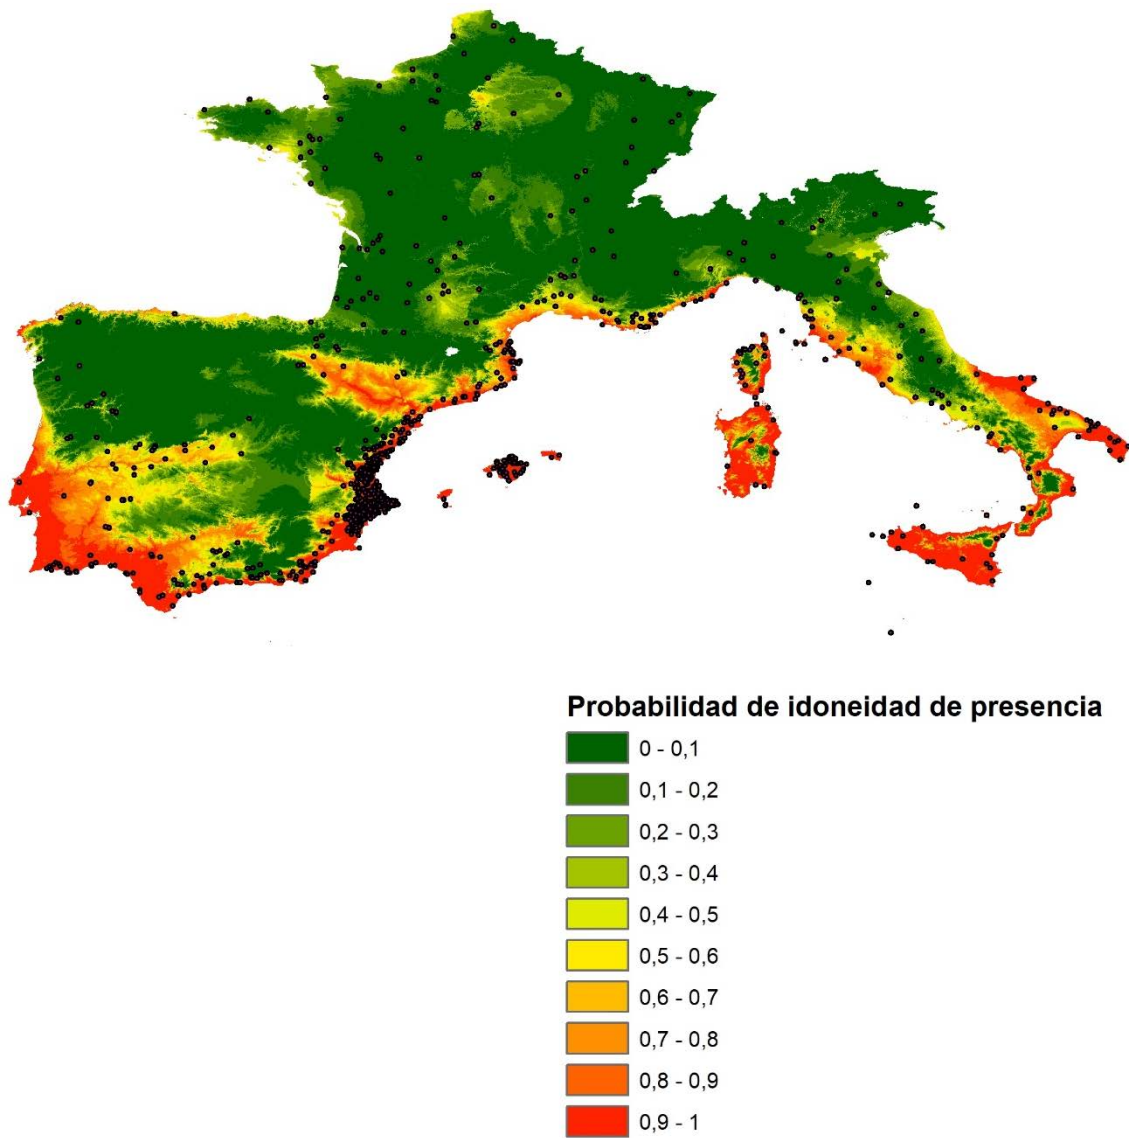 Probabilidad de idoneidad de presencia
0 - 0,1
0,1 - 0,2
0,2 - 0,3
0,3 - 0,4
0,4 - 0,5
0,5 - 0,6
0,6 - 0,7
0,7 - 0,8
0,8 - 0,9
0,9 - 1